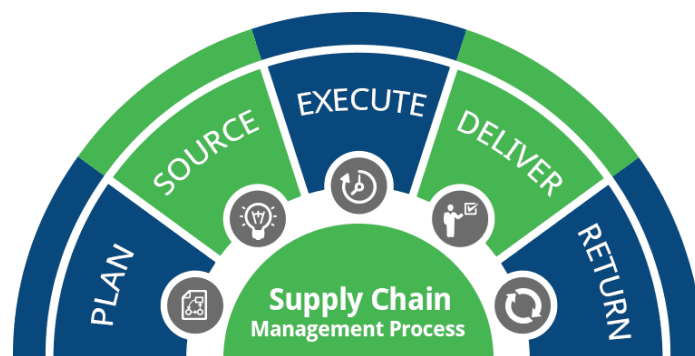 PLAN
SOURCE
EXECUTE
DELIVER
RETURN
Supply Chain
Management Process